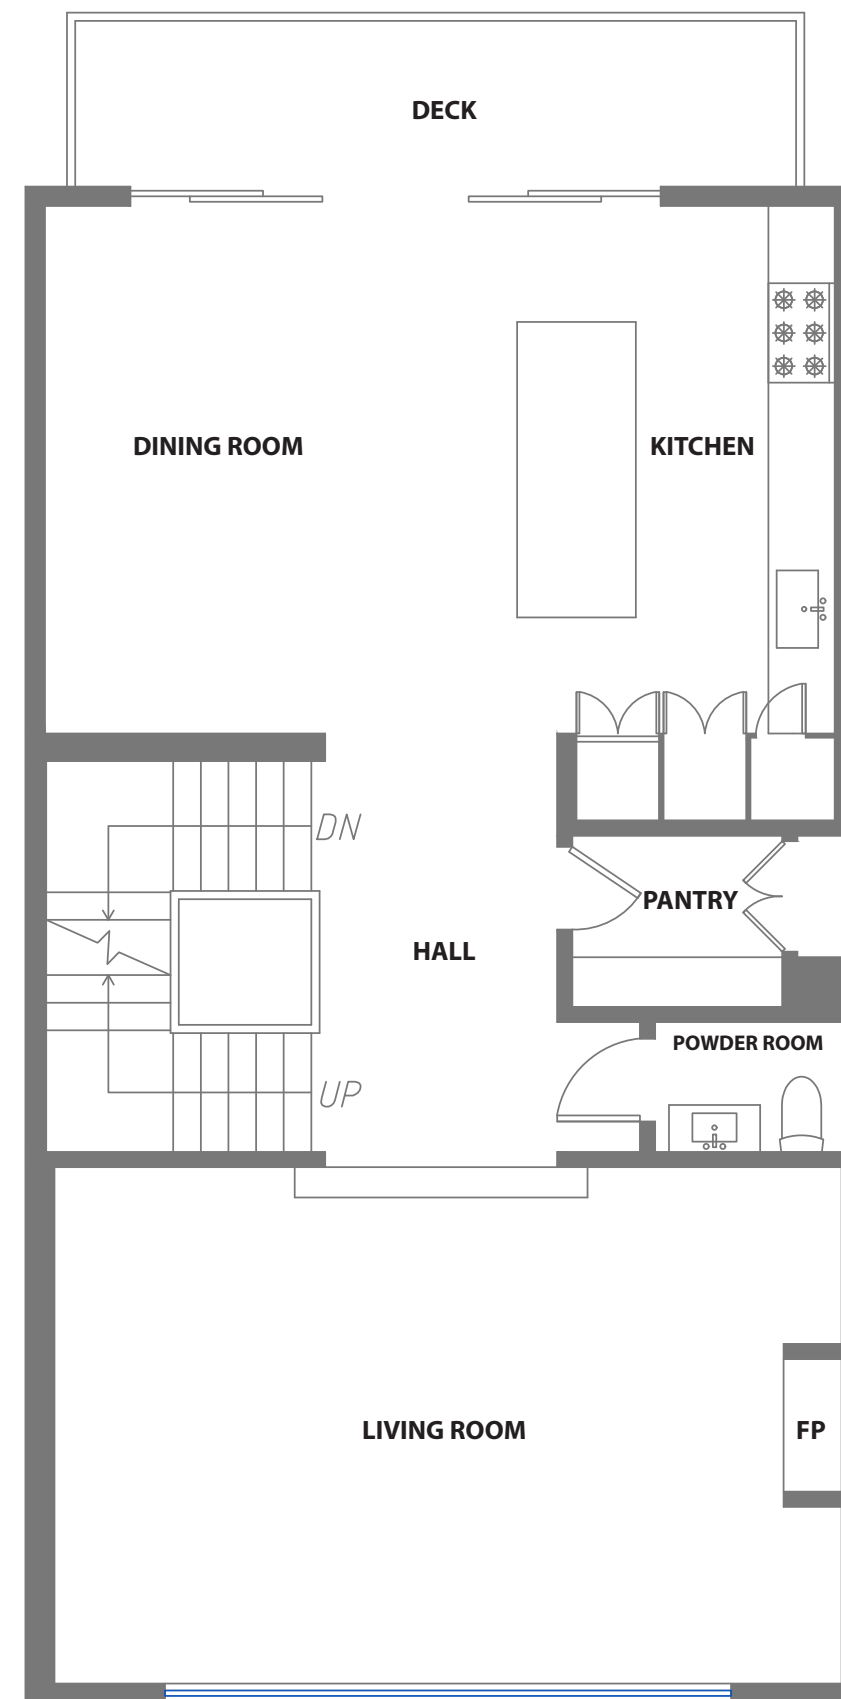 DECK
DINING ROOM
KITCHEN
DN
PANTRY
HALL
POWDER ROOM
UP
LIVING ROOM
FP